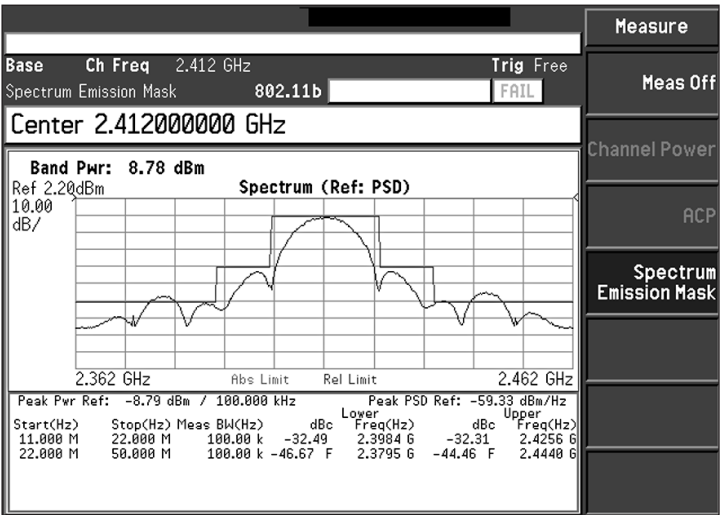 Measure
Base Ch Freq 2.412 GHz Trig Free
Spectrum Emission Mask 802.11b FAIL
Meas Off
Center 2.412000000 GHz
Channel Power
Band Pwr: 8.78 dBm
Ref 2.20dBm Spectrum (Ref: PSD)
10.00
dB/
ACP
Spectrum
Emission Mask
2.362 GHz Abs Limit Rel Limit 2.462 GHz
Peak Pwr Ref: -8.79 dBm / 100.000 kHz Peak PSD Ref: -59.33 dBm/Hz
Lower Upper
Start(Hz) Stop(Hz) Meas BW(Hz) dBc Freq(Hz) dBc Freq(Hz)
11.000 M 22.000 M 100.00 k -32.49 2.3984 G -32.31 2.4256 G
22.000 M 50.000 M 100.00 k -46.67 F 2.3795 G -44.46 F 2.4440 G